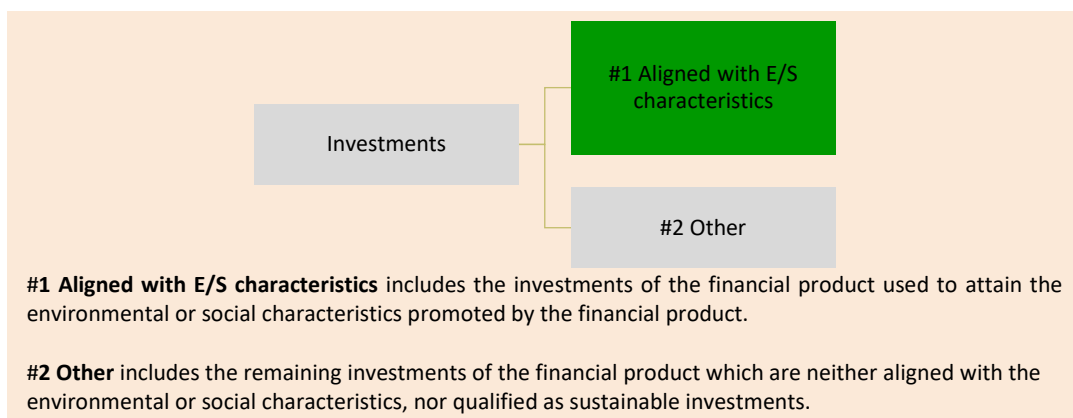 #1 Aligned with E/S
characteristics
Investments
#2 Other
#1 Aligned with E/S characteristics includes the investments of the financial product used to attain the
environmental or social characteristics promoted by the financial product.
#2 Other includes the remaining investments of the financial product which are neither aligned with the
environmental or social characteristics, nor qualified as sustainable investments.